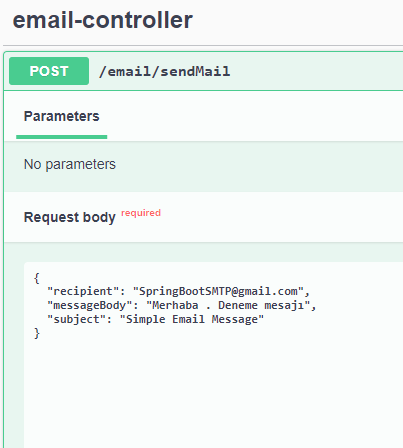 email-controller
POST /email/sendMail
Parameters
No parameters
Request body required
{
"recipient": "SpringBootSMTP@gmail.com",
"messageBody": "Merhaba . Deneme mesajı",
"subject": "Simple Email Message"
}